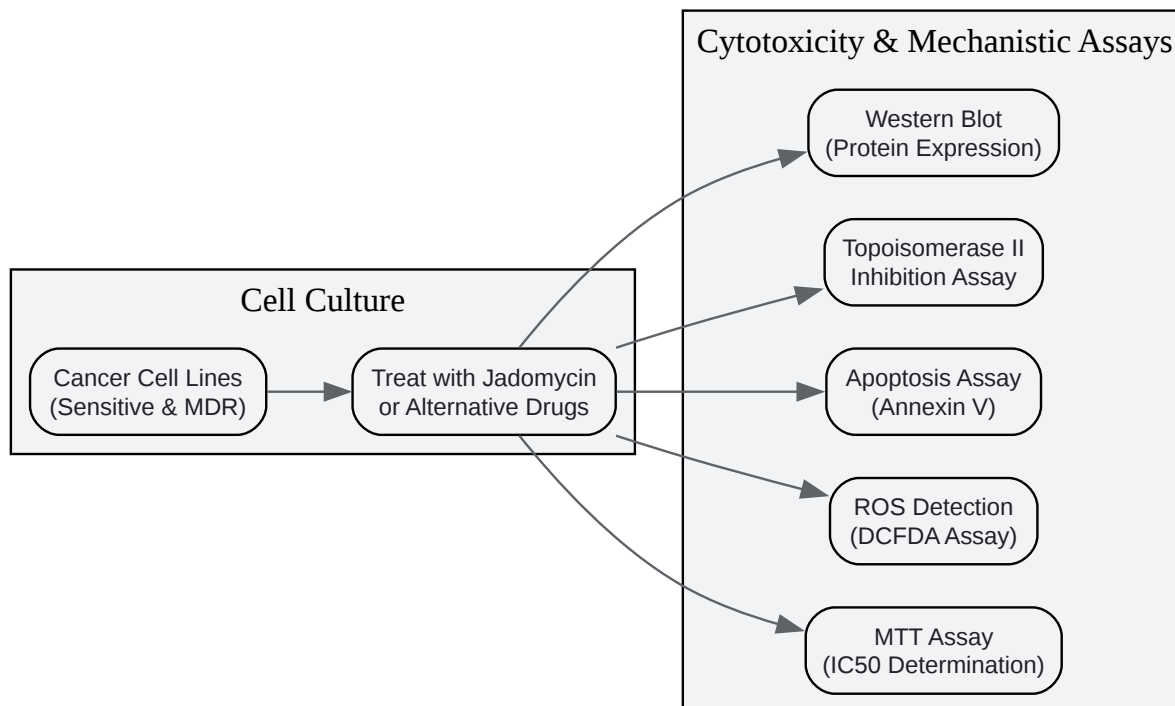 Cytotoxicity & Mechanistic Assays
Western Blot
(Protein Expression)
Topoisomerase II
Inhibition Assay
Cell Culture
Cancer Cell Lines
(Sensitive & MDR)
Treat with Jadomycin
or Alternative Drugs
Apoptosis Assay
(Annexin V)
ROS Detection
(DCFDA Assay)
MTT Assay
(IC50 Determination)